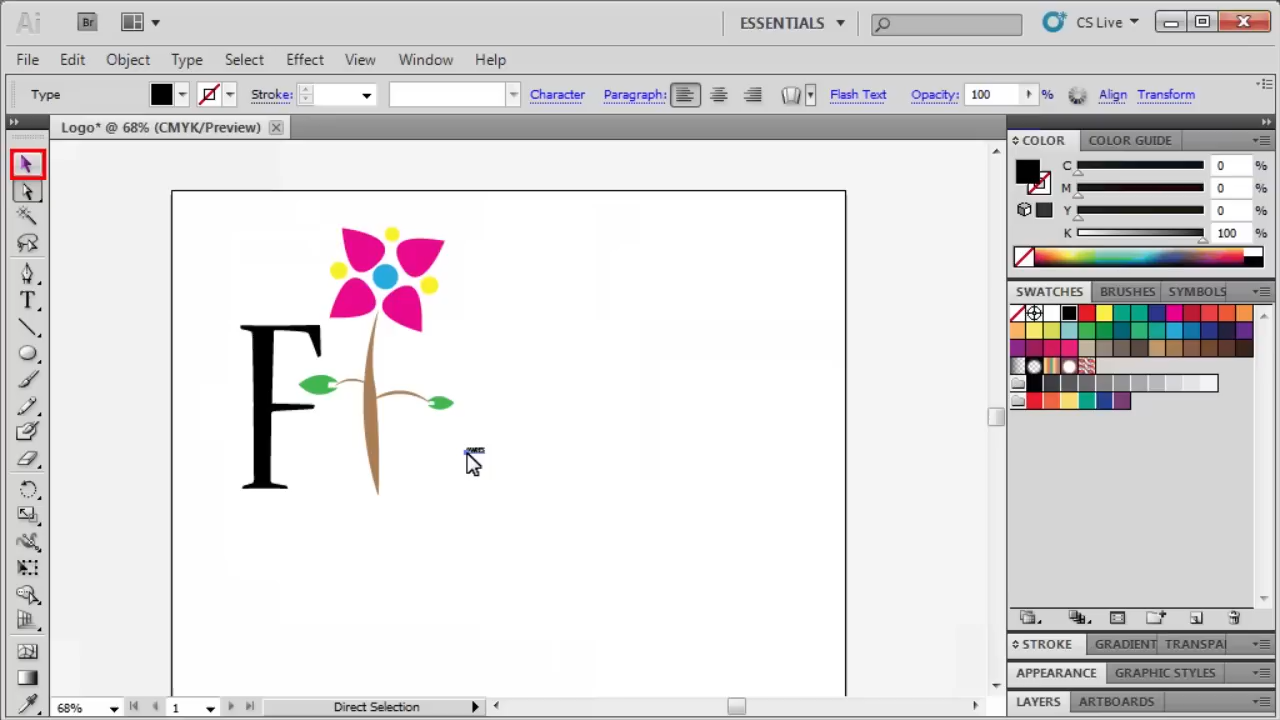 Ai Br ESSENTIALS CS Live
File Edit Object Type Select Effect View Window Help
Type Stroke: Character Paragraph: Flash Text Opacity: 100 % Align Transform
Logo* @ 68% (CMYK/Preview)
COLOR COLOR GUIDE
C 0 %
M 0 %
Y 0 %
K 100 %
SWATCHES BRUSHES SYMBOLS
F
STROKE GRADIENT TRANSPA
APPEARANCE GRAPHIC STYLES
LAYERS ARTBOARDS
68% 1 Direct Selection